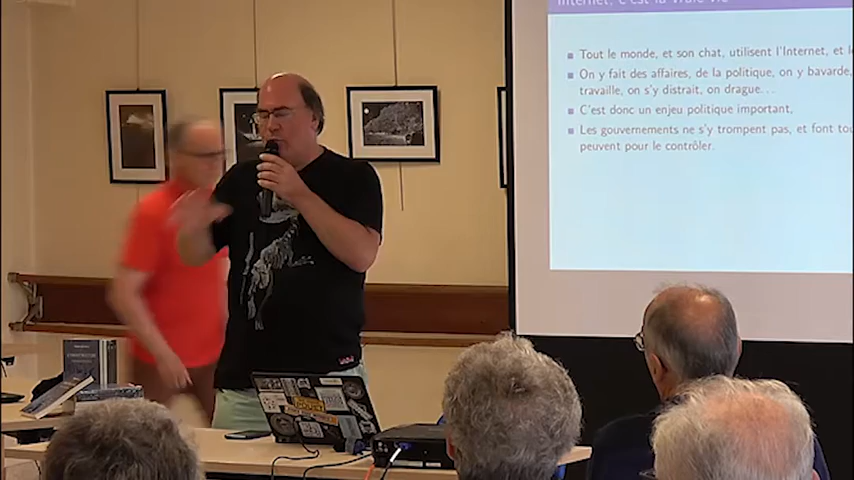 Internet: c'est la vraie vie
Tout le monde, et son chat, utilisent l'Internet, et
On y fait des affaires, de la politique, on y bavarde,
travaille, on s'y distrait, on drague...
C'est donc un enjeu politique important,
Les gouvernements ne s'y trompent pas, et font
peuvent pour le contrôler.